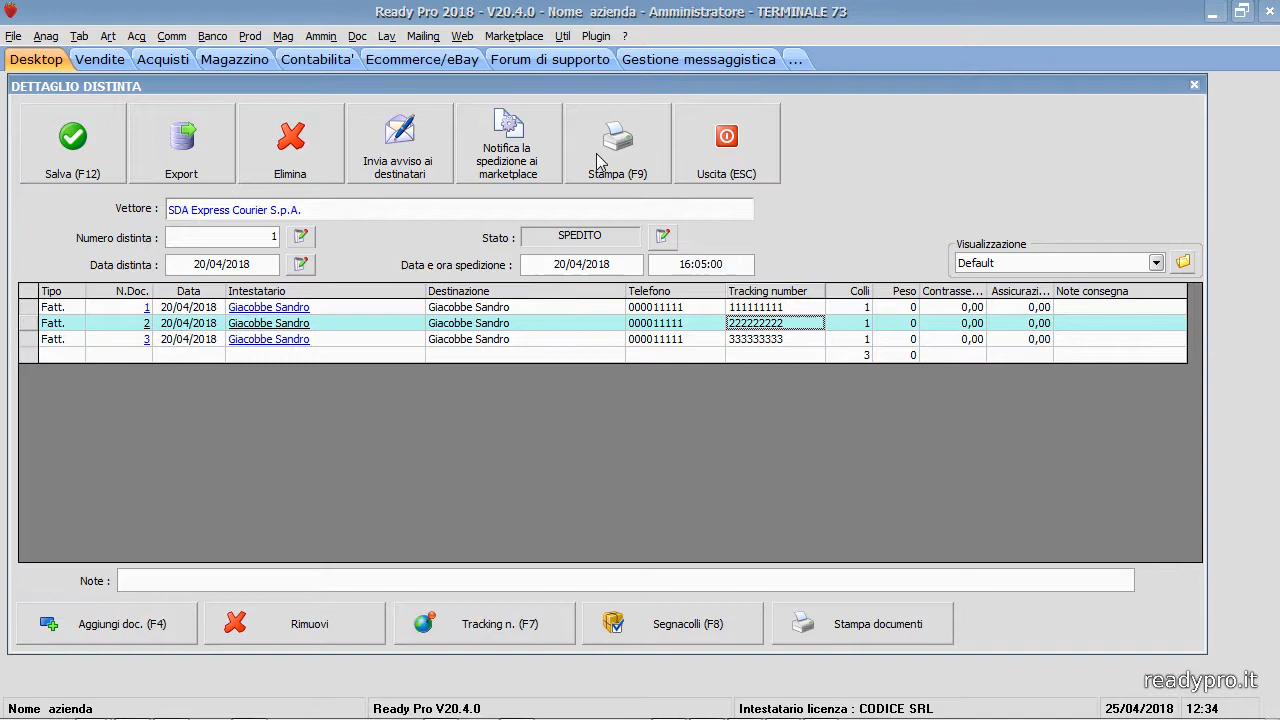 Ready Pro 2018 - V20.4.0 - Nome azienda - Amministratore - TERMINALE 73
File Anag Tab Art Acq Comm Banco Prod Mag Ammin Doc Lav Mailing Web Marketplace Util Plugin ?
Desktop Vendite Acquisti Magazzino Contabilita' Ecommerce/eBay Forum di supporto Gestione messaggistica ...
DETTAGLIO DISTINTA
Salva (F12)
Export
Elimina
Invia avviso ai
destinatari
Notifica la
spedizione ai
marketplace
Stampa (F9)
Uscita (ESC)
Vettore : SDA Express Courier S.p.A.
Numero distinta : 1 Stato : SPEDITO
Visualizzazione
Data distinta : 20/04/2018 Data e ora spedizione : 20/04/2018 16:05:00 Default
Tipo N.Doc. Data Intestatario Destinazione Telefono Tracking number Colli Peso Contrasse... Assicurazi... Note consegna
Fatt. 1 20/04/2018 Giacobbe Sandro Giacobbe Sandro 000011111 111111111 1 0 0,00 0,00
Fatt. 2 20/04/2018 Giacobbe Sandro Giacobbe Sandro 000011111 222222222 1 0 0,00 0,00
Fatt. 3 20/04/2018 Giacobbe Sandro Giacobbe Sandro 000011111 333333333 1 0 0,00 0,00
3 0
Note :
Aggiungi doc. (F4) Rimuovi Tracking n. (F7) Segnacolli (F8) Stampa documenti
readypro.it
Nome azienda Ready Pro V20.4.0 Intestatario licenza : CODICE SRL 25/04/2018 12:34